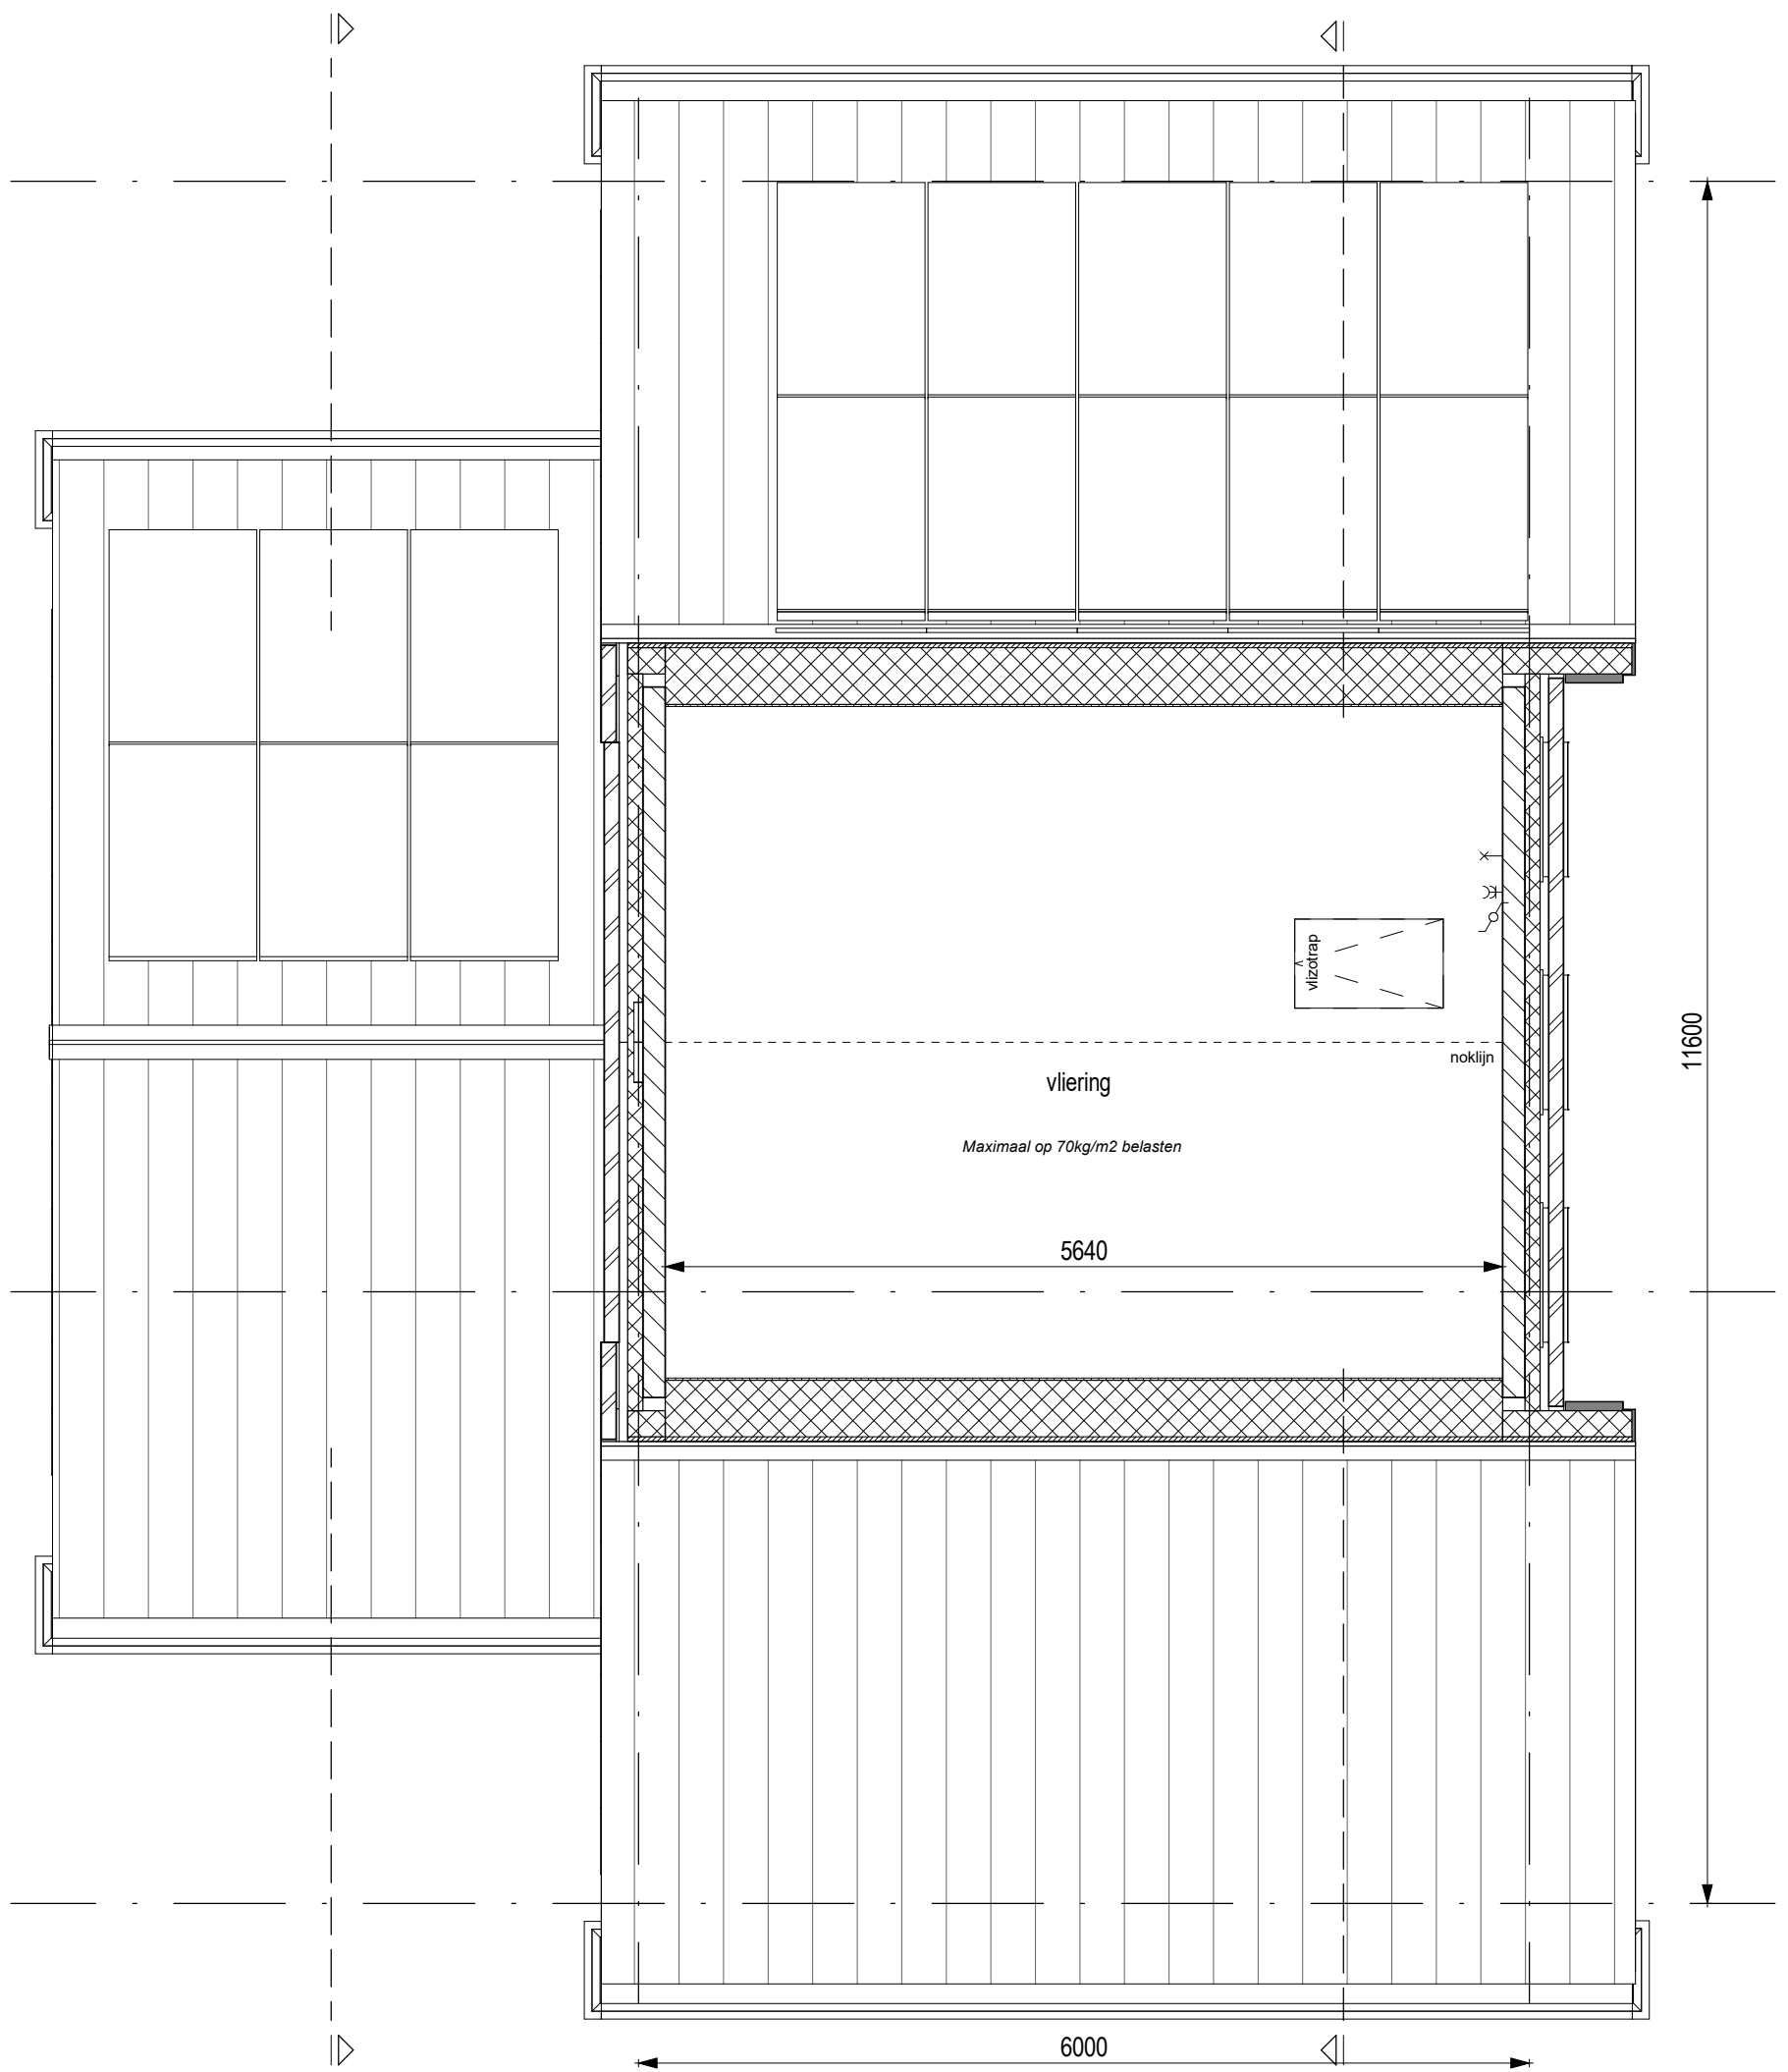 vlizotrap
noklijn
11600
vliering
Maximaal op 70kg/m2 belasten
5640
6000